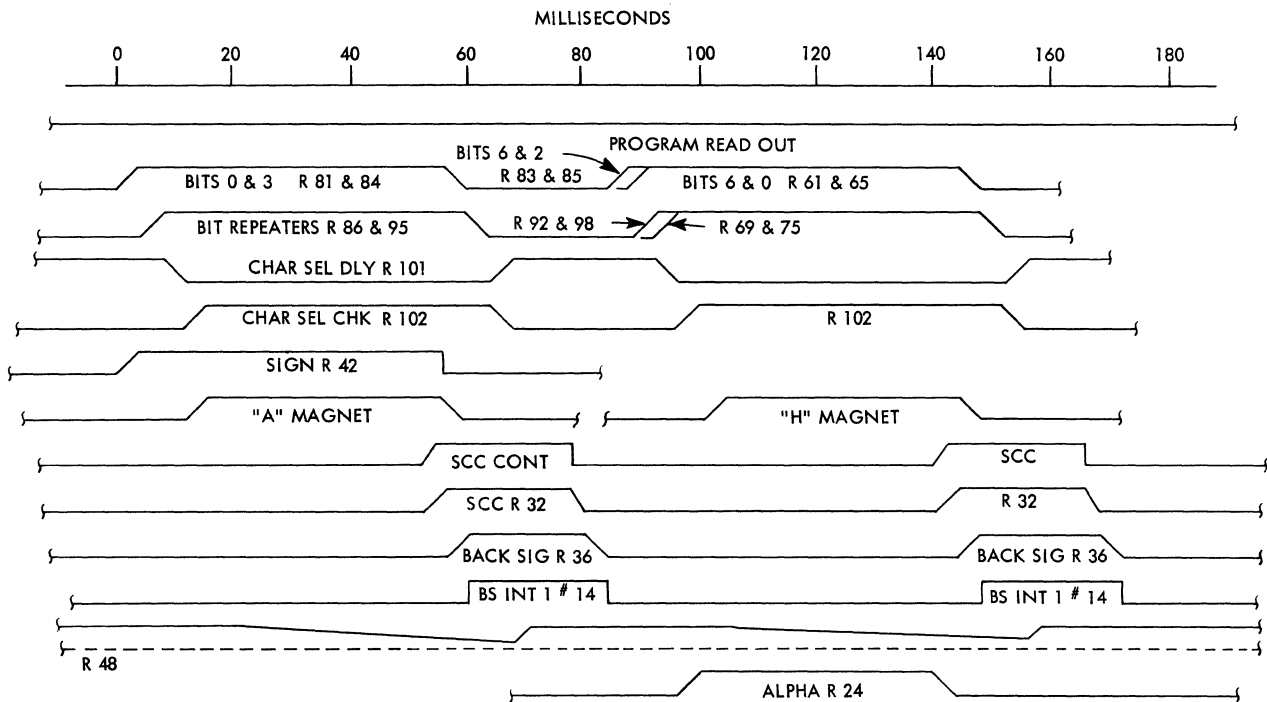 MILLISECONDS
0 20 40 60 80 100 120 140 160 180
PROGRAM READ OUT
BITS 6 & 2
BITS 0 & 3 R 81 & 84
R 83 & 85
BITS 6 & 0 R 61 & 65
BIT REPEATERS R 86 & 95
R 92 & 98
R 69 & 75
CHAR SEL DLY R 101
CHAR SEL CHK R 102
R 102
SIGN R 42
"A" MAGNET
"H" MAGNET
SCC CONT
SCC
SCC R 32
R 32
BACK SIG R 36
BACK SIG R 36
BS INT 1 # 14
BS INT 1 # 14
R 48
ALPHA R 24